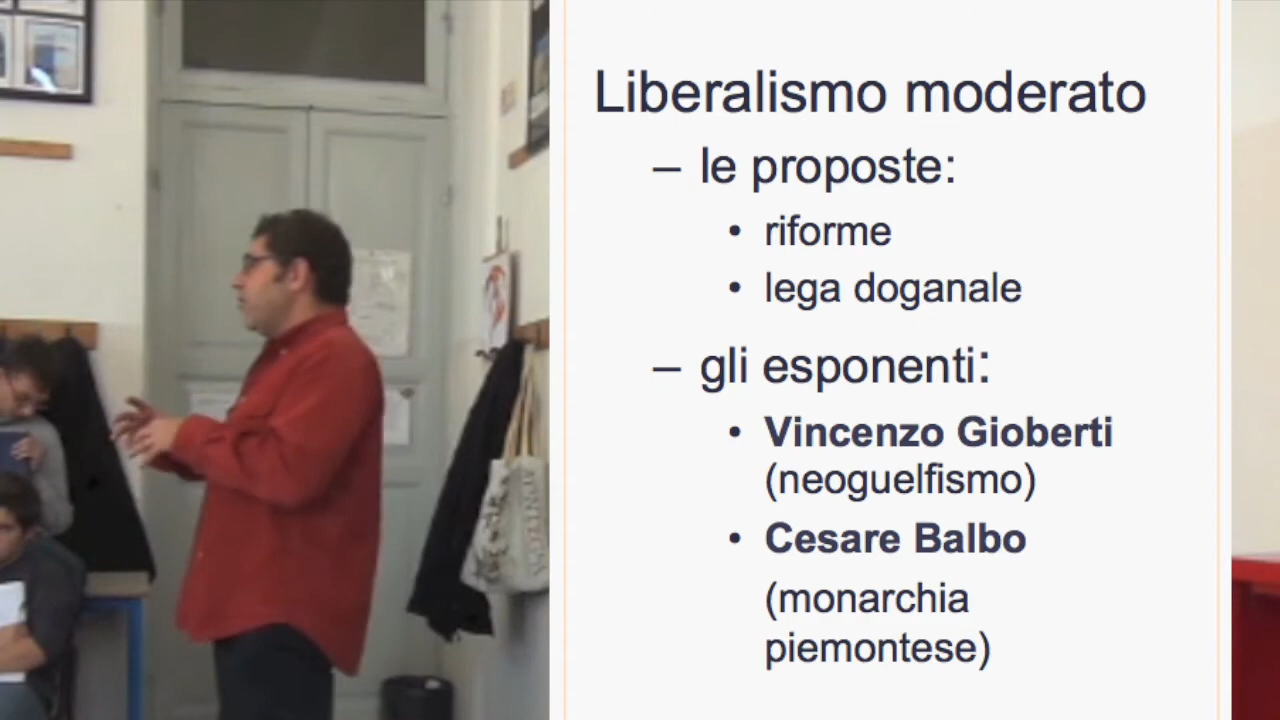 Liberalismo moderato
– le proposte:
• riforme
• lega doganale
– gli esponenti:
• Vincenzo Gioberti
(neoguelfismo)
• Cesare Balbo
(monarchia
piemontese)